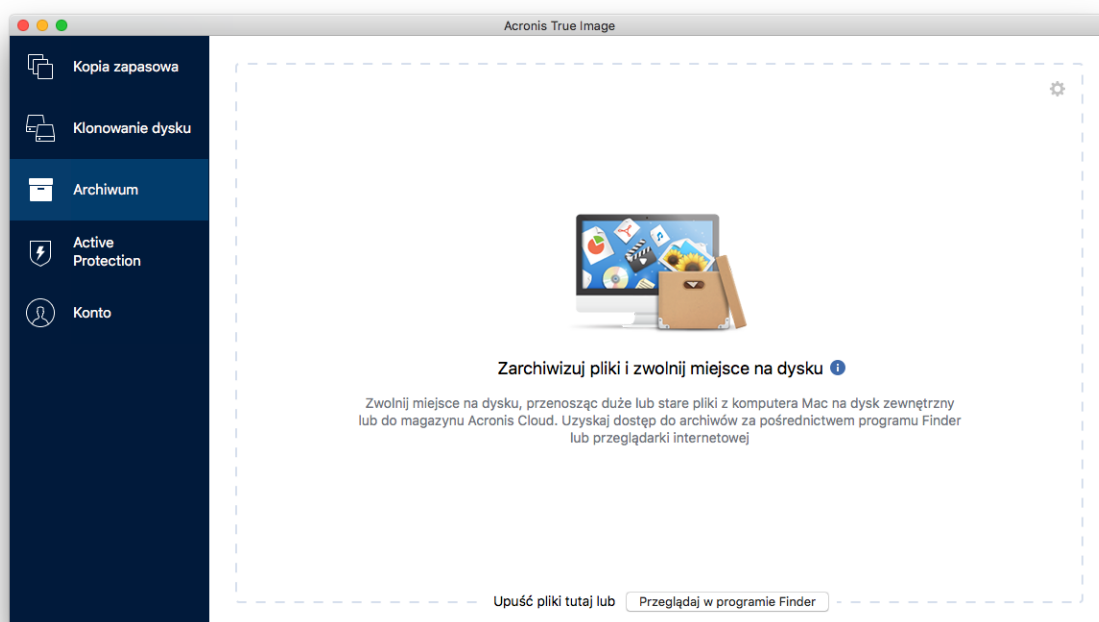 Acronis True Image
Kopia zapasowa
Klonowanie dysku
Archiwum
Active
Protection
Konto
Zarchiwizuj pliki i zwolnij miejsce na dysku
Zwolnij miejsce na dysku, przenosząc duże lub stare pliki z komputera Mac na dysk zewnętrzny
lub do magazynu Acronis Cloud. Uzyskaj dostęp do archiwów za pośrednictwem programu Finder
lub przeglądarki internetowej
Upuść pliki tutaj lub Przeglądaj w programie Finder